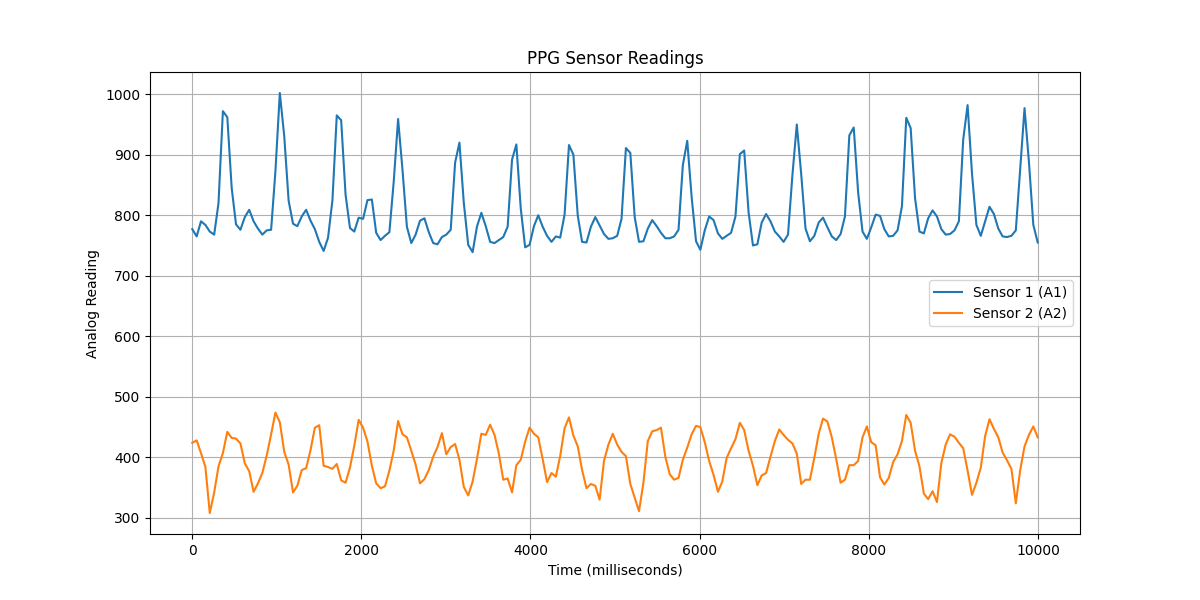 PPG Sensor Readings
1000
900
800
700
600
500
400
300
Analog Reading
Sensor 1 (A1)
Sensor 2 (A2)
0
2000
4000
6000
8000
10000
Time (milliseconds)